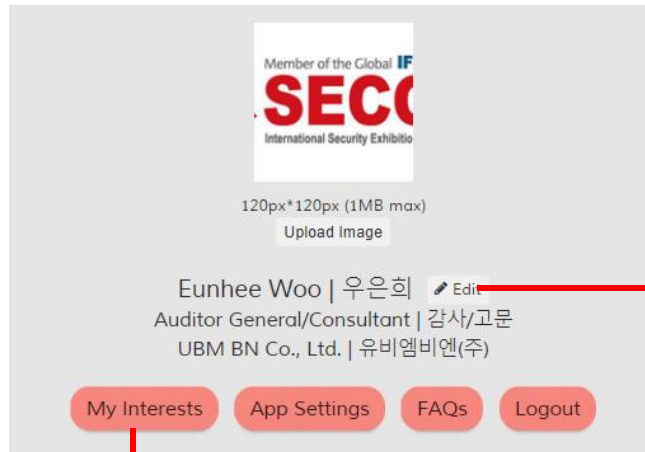 Member of the Global IF
SECO
International Security Exhibitio
120px*120px (1MB max)
Upload Image
Eunhee Woo | 우은희 Edit
Auditor General/Consultant | 감사/고문
UBM BN Co., Ltd. | 유비엠비엔(주)
My Interests App Settings FAQs Logout